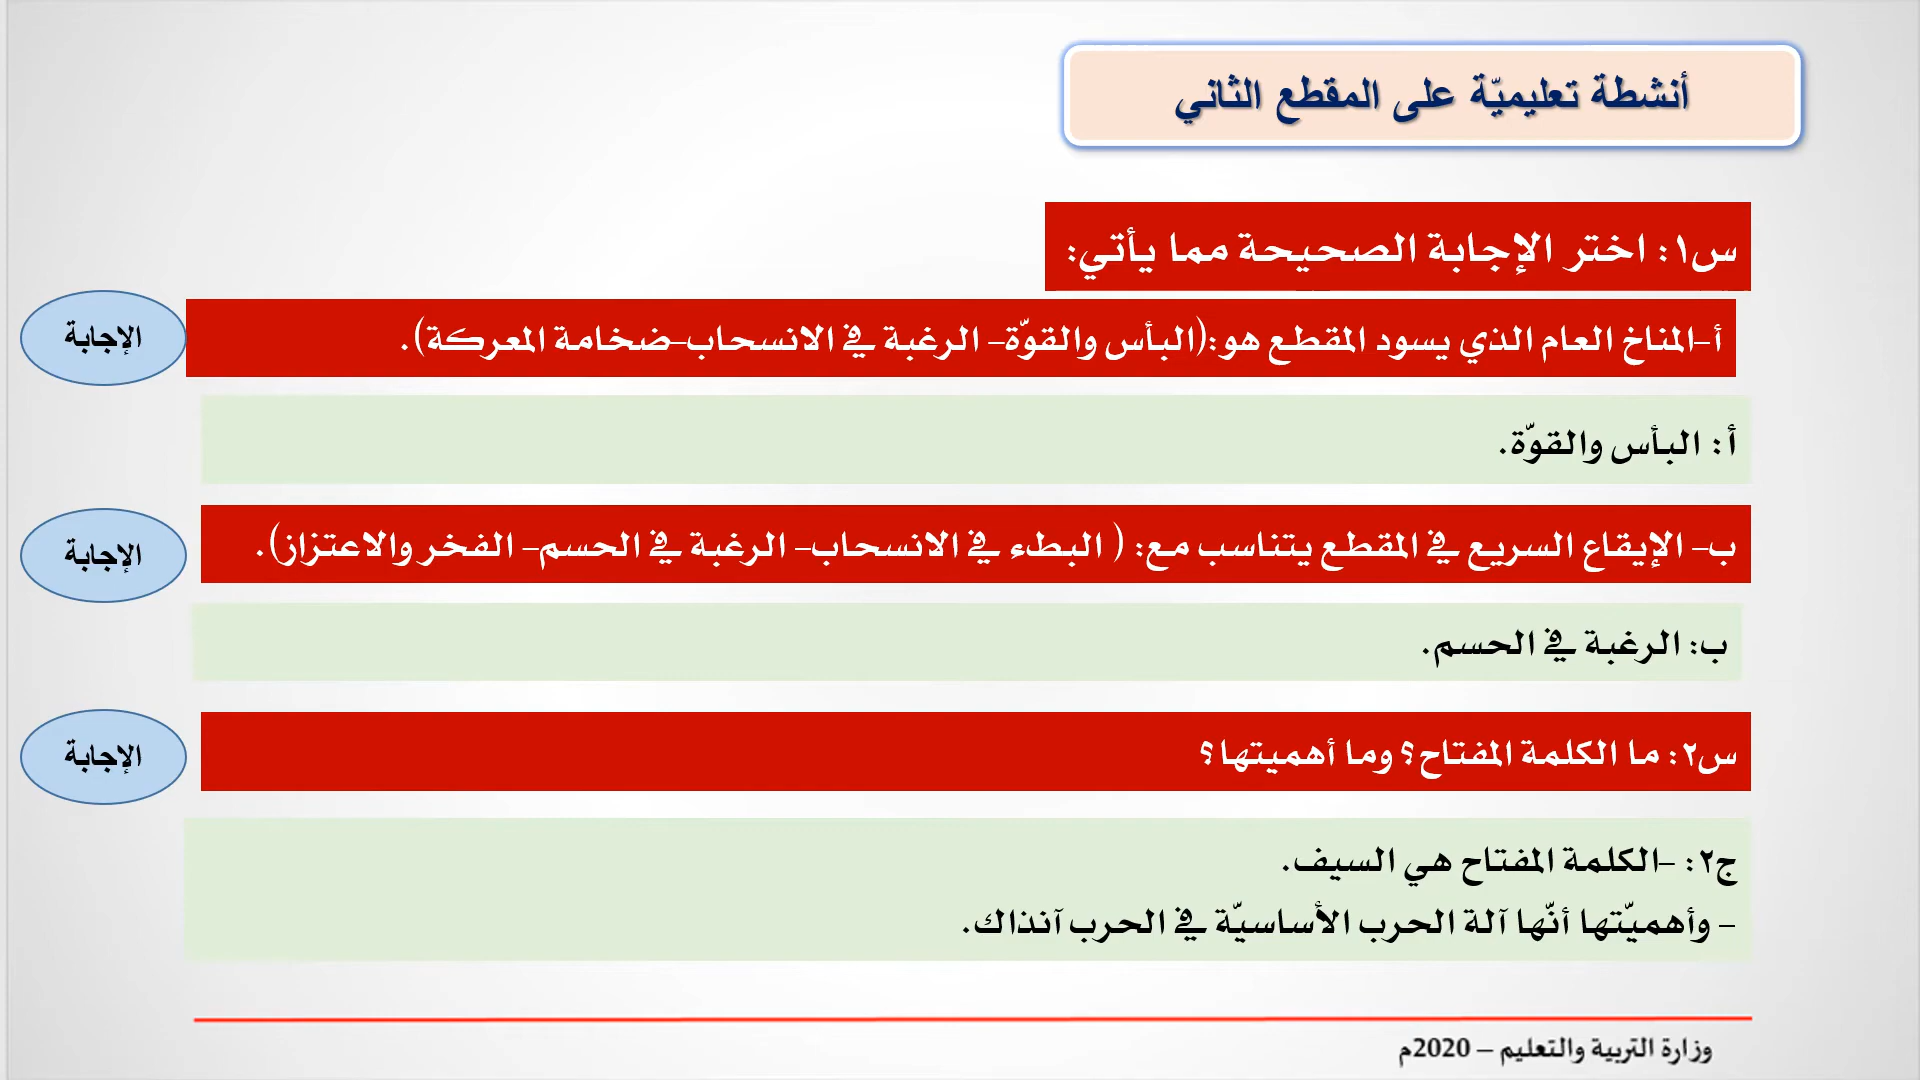 أنشطة تعليميّة على المقطع الثاني
س١: اختر الإجابة الصحيحة مما يأتي:
أ-المناخ العام الذي يسود المقطع هو:(البأس والقوّة- الرغبة في الانسحاب-ضخامة المعركة).
الإجابة
أ: البأس والقوّة.
ب- الإيقاع السريع في المقطع يتناسب مع: ( البطء في الانسحاب- الرغبة في الحسم- الفخر والاعتزاز).
الإجابة
ب: الرغبة في الحسم.
س٢: ما الكلمة المفتاح؟ وما أهميتها؟
الإجابة
ج٢: -الكلمة المفتاح هي السيف.
- وأهميّتها أنّها آلة الحرب الأساسيّة في الحرب آنذاك.
وزارة التربية والتعليم – 2020م